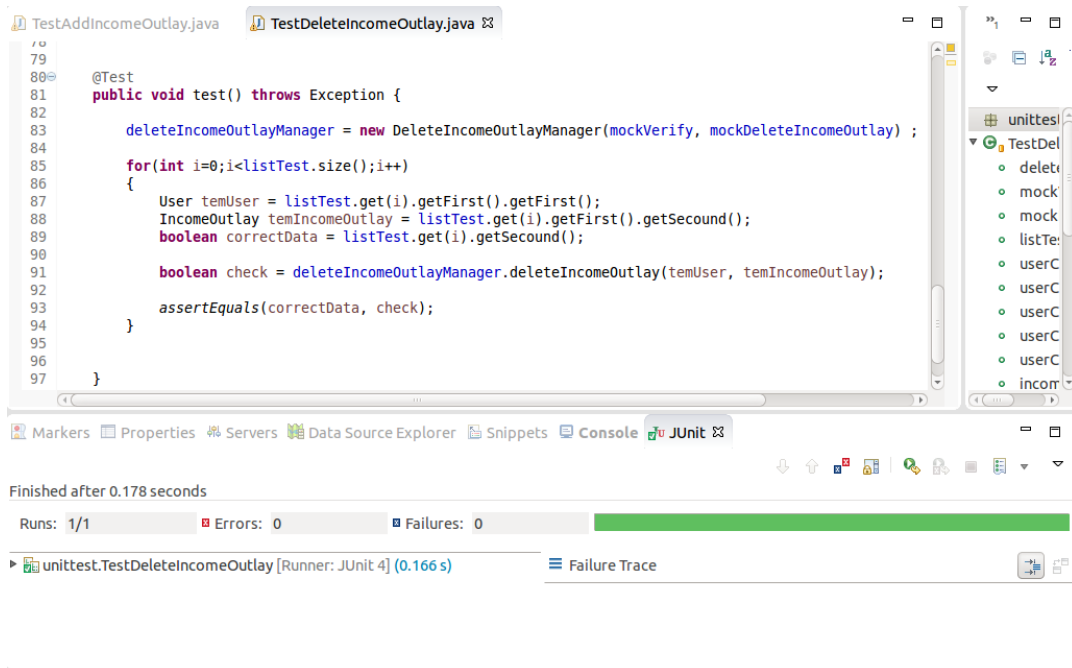 TestAddIncomeOutlay.java TestDeleteIncomeOutlay.java
78
79
80 @Test
81 public void test() throws Exception {
82
83 deleteIncomeOutlayManager = new DeleteIncomeOutlayManager(mockVerify, mockDeleteIncomeOutlay) ;
84
85 for(int i=0;i<listTest.size();i++)
86 {
87 User temUser = listTest.get(i).getFirst().getFirst();
88 IncomeOutlay temIncomeOutlay = listTest.get(i).getFirst().getSecound();
89 boolean correctData = listTest.get(i).getSecound();
90
91 boolean check = deleteIncomeOutlayManager.deleteIncomeOutlay(temUser, temIncomeOutlay);
92
93 assertEquals(correctData, check);
94 }
95
96
97 }
»1
unittest
TestDel
delete
mock
mock
listTes
userC
userC
userC
userC
userC
incom
Markers Properties Servers Data Source Explorer Snippets Console JUnit
Finished after 0.178 seconds
Runs: 1/1 Errors: 0 Failures: 0
unittest.TestDeleteIncomeOutlay [Runner: JUnit 4] (0.166 s) Failure Trace